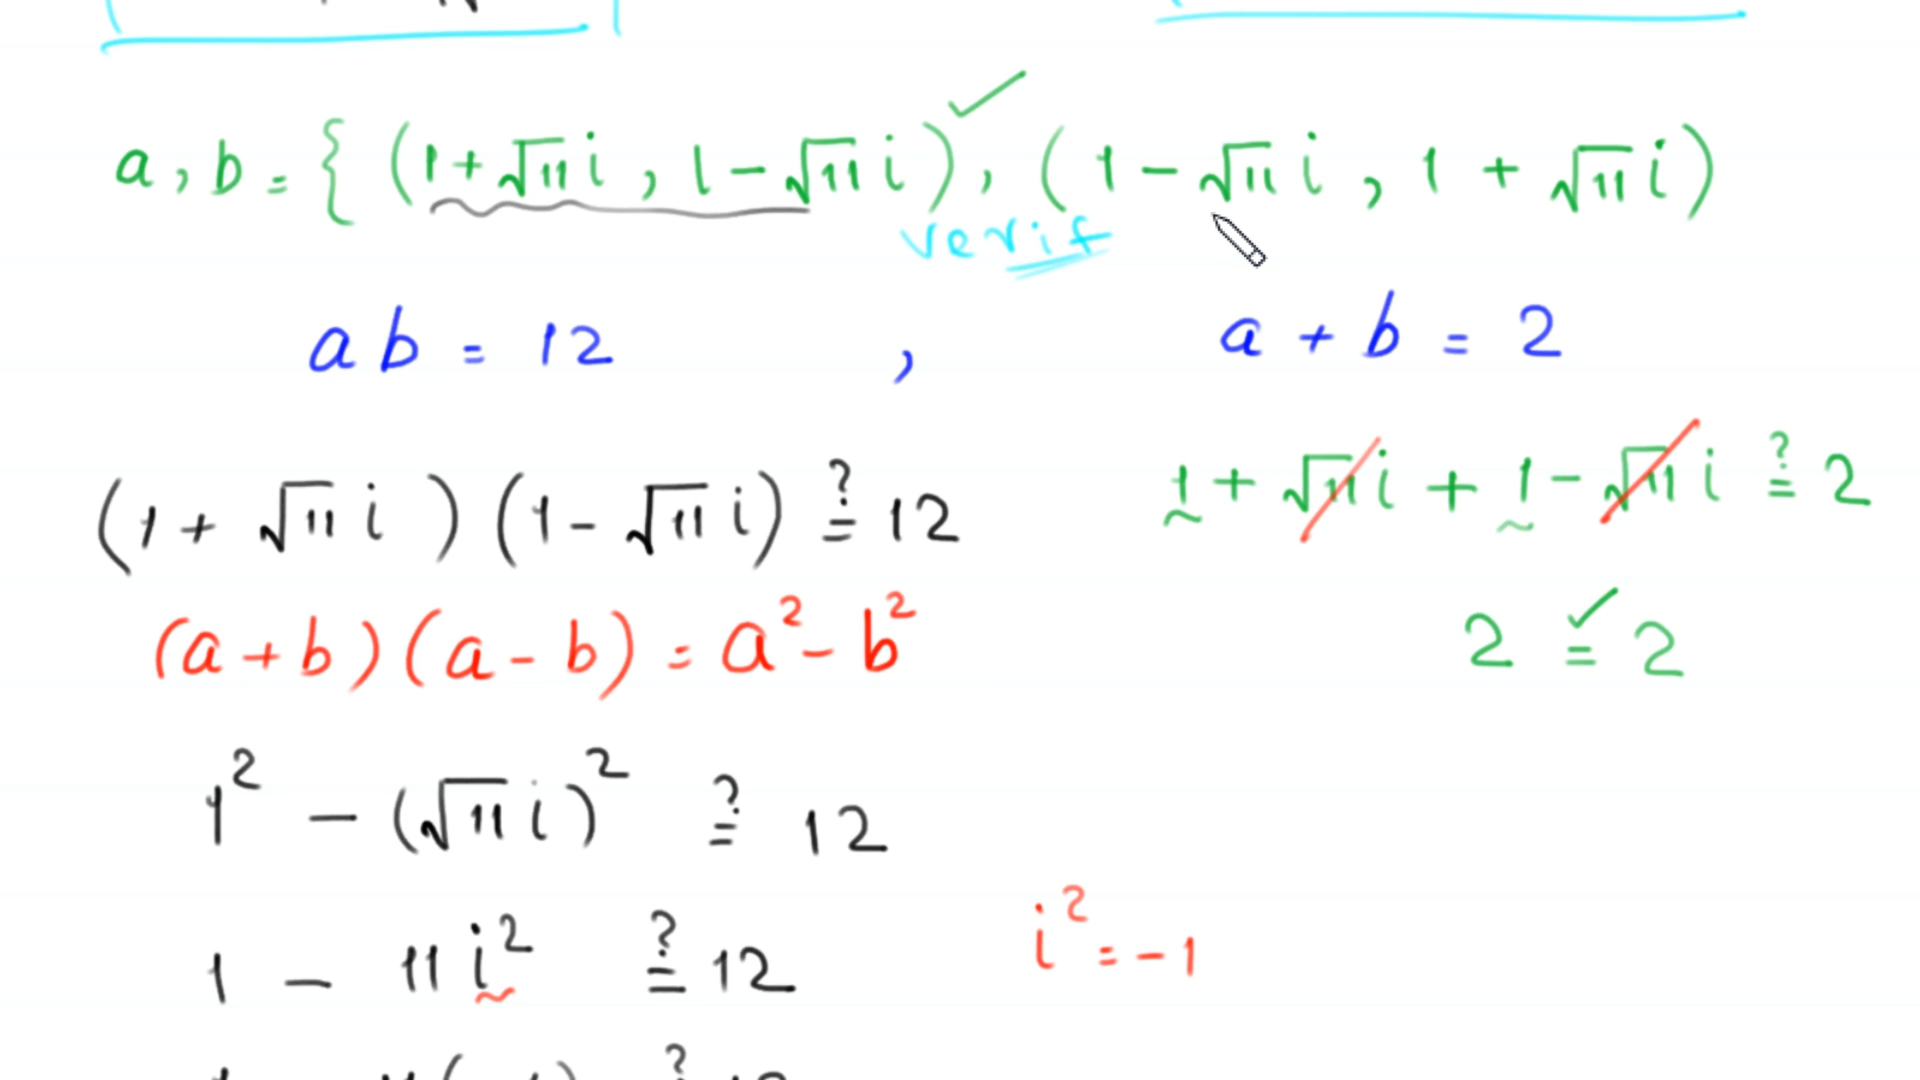 a, b = { (1+√11 i , 1-√11 i) ✓, (1-√11 i , 1+√11 i)
verif
ab = 12 , a + b = 2
(1 + √11 i) (1 - √11 i) ≟ 12
1 + √11 i + 1 - √11 i ≟ 2
(a + b) (a - b) = a² - b²
2 = ✓ 2
1² - (√11 i)² ≟ 12
1 - 11 i² ≟ 12
i² = -1